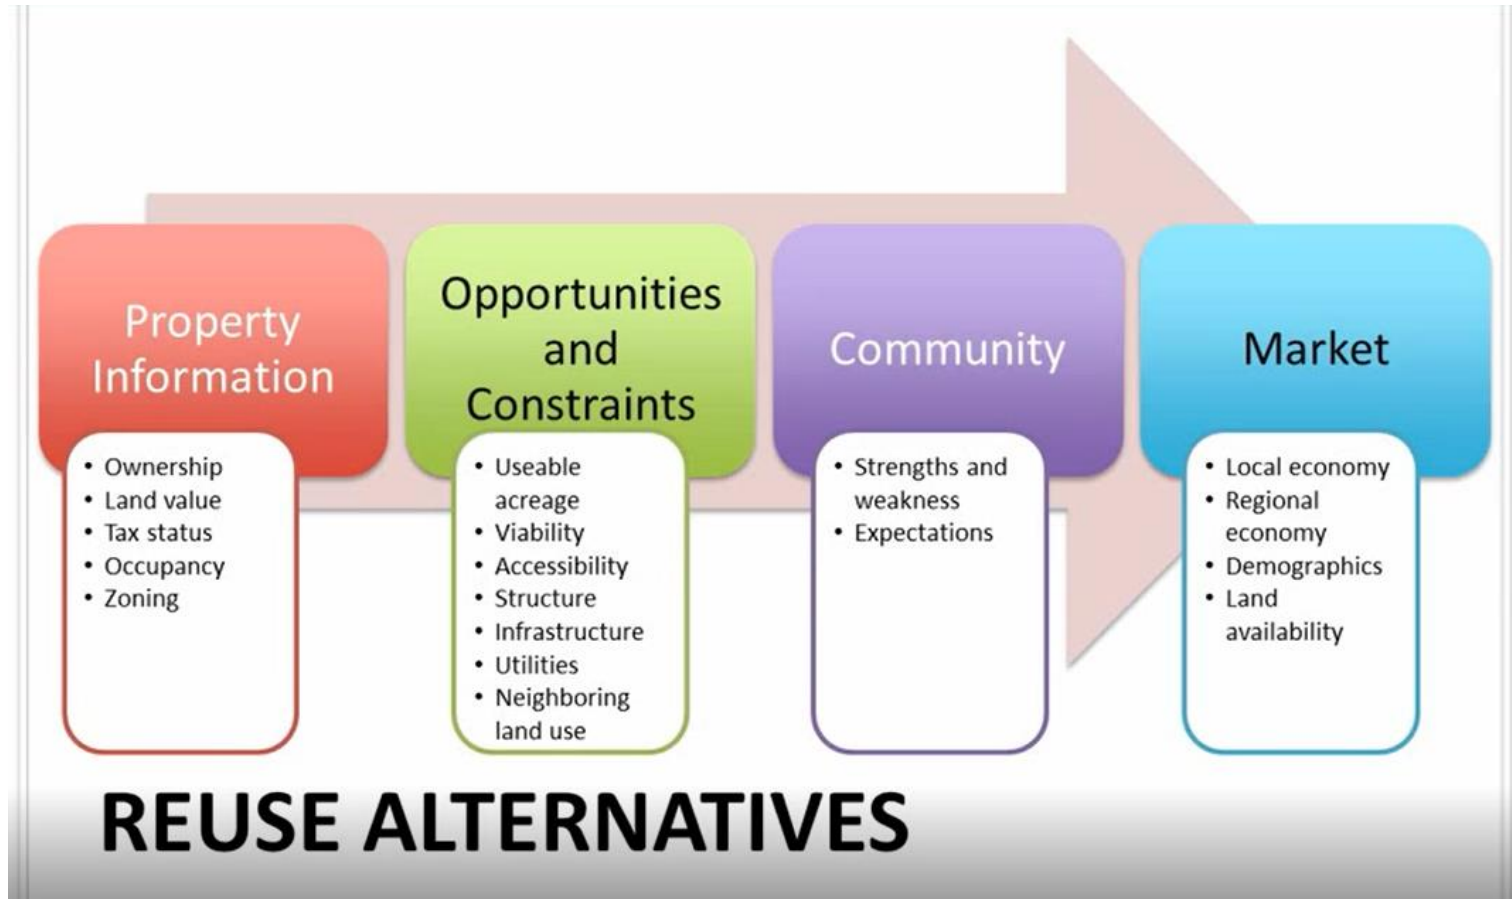 Property
Information
• Ownership
• Land value
• Tax status
• Occupancy
• Zoning
Opportunities
and
Constraints
• Useable
acreage
• Viability
• Accessibility
• Structure
• Infrastructure
• Utilities
• Neighboring
land use
Community
• Strengths and
weakness
• Expectations
Market
• Local economy
• Regional
economy
• Demographics
• Land
availability
REUSE ALTERNATIVES